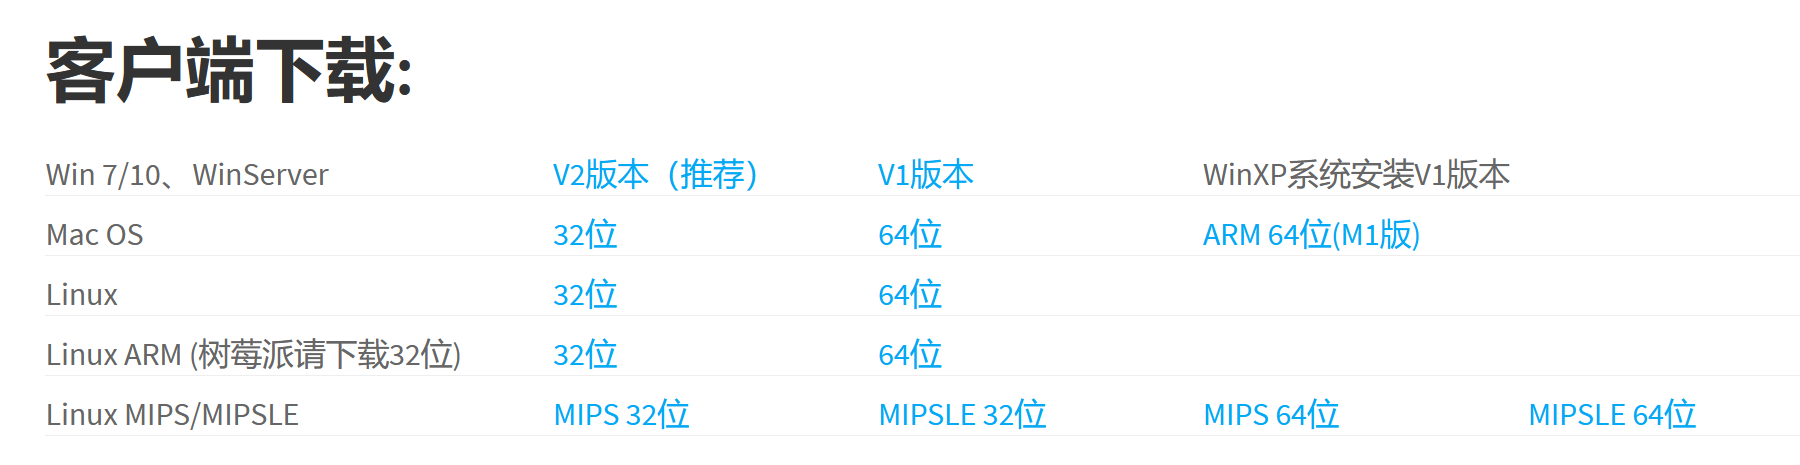 客户端下载:
Win 7/10、WinServer V2版本（推荐） V1版本 WinXP系统安装V1版本
Mac OS 32位 64位 ARM 64位(M1版)
Linux 32位 64位
Linux ARM (树莓派请下载32位) 32位 64位
Linux MIPS/MIPSLE MIPS 32位 MIPSLE 32位 MIPS 64位 MIPSLE 64位